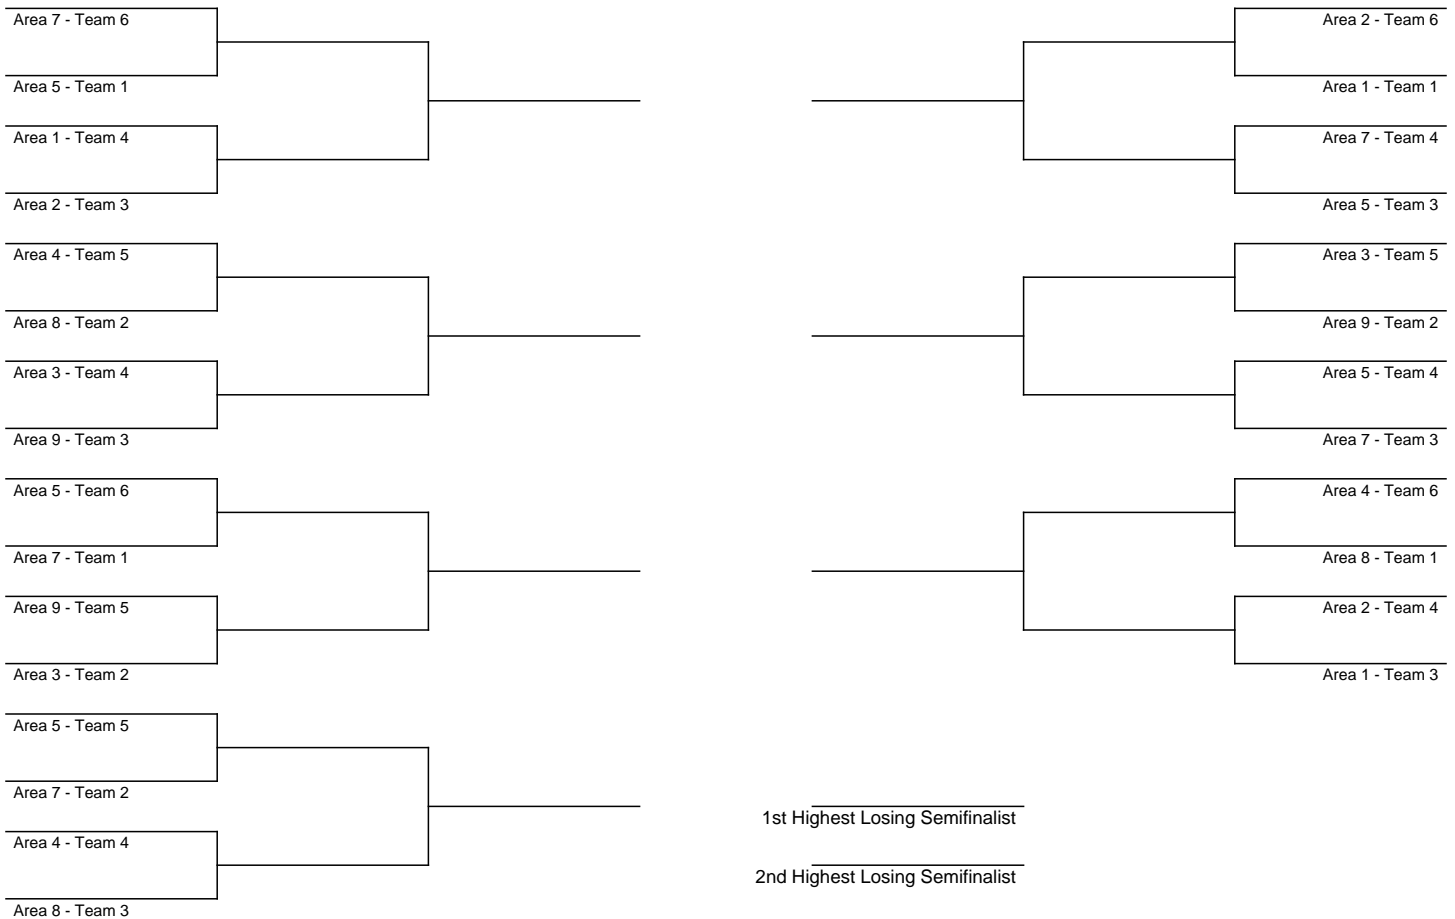 Area 7 - Team 6
Area 5 - Team 1
Area 1 - Team 4
Area 2 - Team 3
Area 4 - Team 5
Area 8 - Team 2
Area 3 - Team 4
Area 9 - Team 3
Area 5 - Team 6
Area 7 - Team 1
Area 9 - Team 5
Area 3 - Team 2
Area 5 - Team 5
Area 7 - Team 2
Area 4 - Team 4
Area 8 - Team 3
Area 2 - Team 6
Area 1 - Team 1
Area 7 - Team 4
Area 5 - Team 3
Area 3 - Team 5
Area 9 - Team 2
Area 5 - Team 4
Area 7 - Team 3
Area 4 - Team 6
Area 8 - Team 1
Area 2 - Team 4
Area 1 - Team 3
1st Highest Losing Semifinalist
2nd Highest Losing Semifinalist